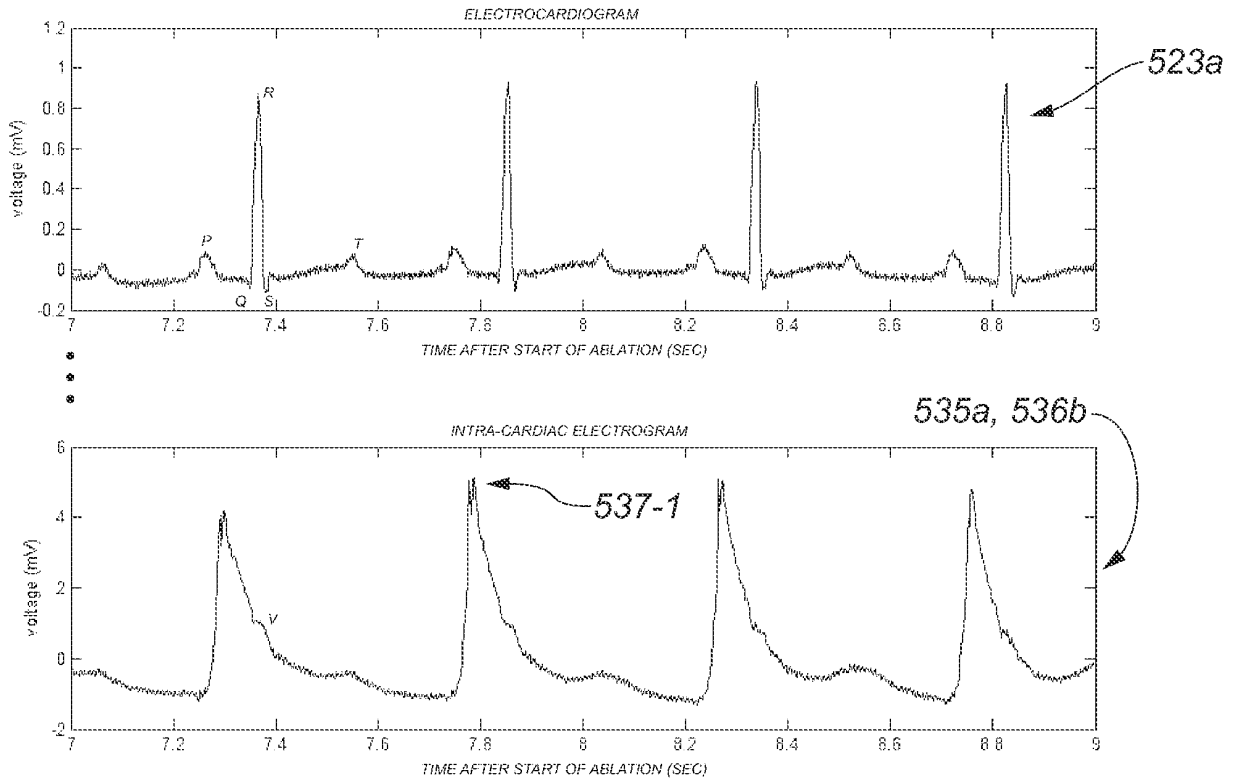 ELECTROCARDIOGRAM
1.2
1
0.8
0.6
0.4
0.2
0
-0.2
voltage (mV)
R
P
T
Q
S
523a
7 7.2 7.4 7.6 7.8 8 8.2 8.4 8.6 8.8 9
TIME AFTER START OF ABLATION (SEC)
535a, 536b
INTRA-CARDIAC ELECTROGRAM
6
4
2
0
-2
voltage (mV)
537-1
V
7 7.2 7.4 7.6 7.8 8 8.2 8.4 8.6 8.8 9
TIME AFTER START OF ABLATION (SEC)